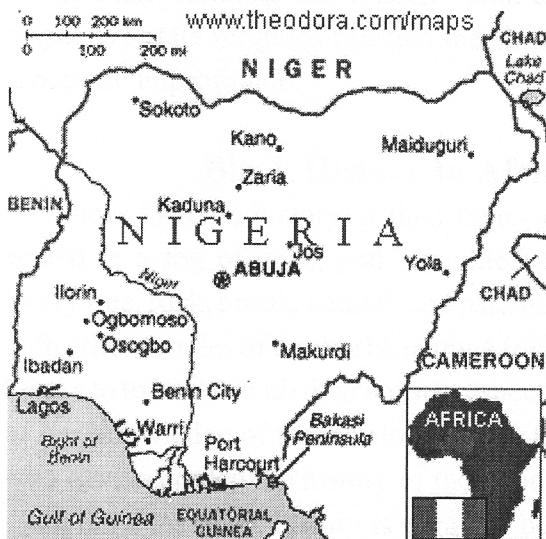 0 100 200 km
0 100 200 mi
www.theodora.com/maps
CHAD
Lake
Chad
NIGER
Sokoto
Kano
Maiduguri
Zaria
BENIN
Kaduna
NIGERIA
Jos
Niger
ABUJA
Yola
CHAD
Ilorin
Ogbomoso
Osogbo
Makurdi
Ibadan
CAMEROON
Lagos
Benin City
AFRICA
Bight of
Benin
Warri
Port
Harcourt
Bakasi
Peninsula
Gulf of Guinea
EQUATORIAL
GUINEA